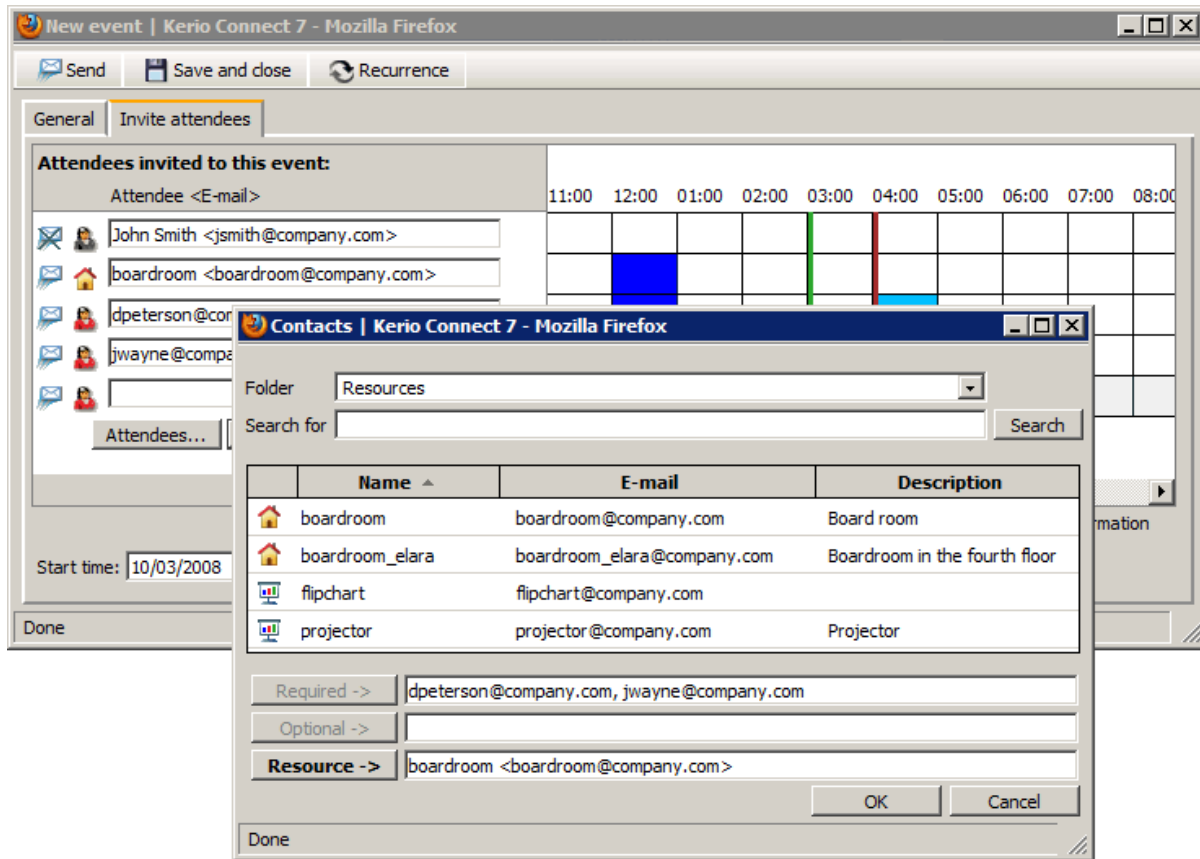 New event | Kerio Connect 7 - Mozilla Firefox
Send Save and close Recurrence
General Invite attendees
Attendees invited to this event:
Attendee <E-mail>
11:00 12:00 01:00 02:00 03:00 04:00 05:00 06:00 07:00 08:00
John Smith <jsmith@company.com>
boardroom <boardroom@company.com>
dpeterson@con
jwayne@compa
Attendees...
rmation
Start time: 10/03/2008
Done
Contacts | Kerio Connect 7 - Mozilla Firefox
Folder Resources
Search for Search
Name E-mail Description
boardroom boardroom@company.com Board room
boardroom_elara boardroom_elara@company.com Boardroom in the fourth floor
flipchart flipchart@company.com
projector projector@company.com Projector
Required -> dpeterson@company.com, jwayne@company.com
Optional ->
Resource -> boardroom <boardroom@company.com>
OK Cancel
Done